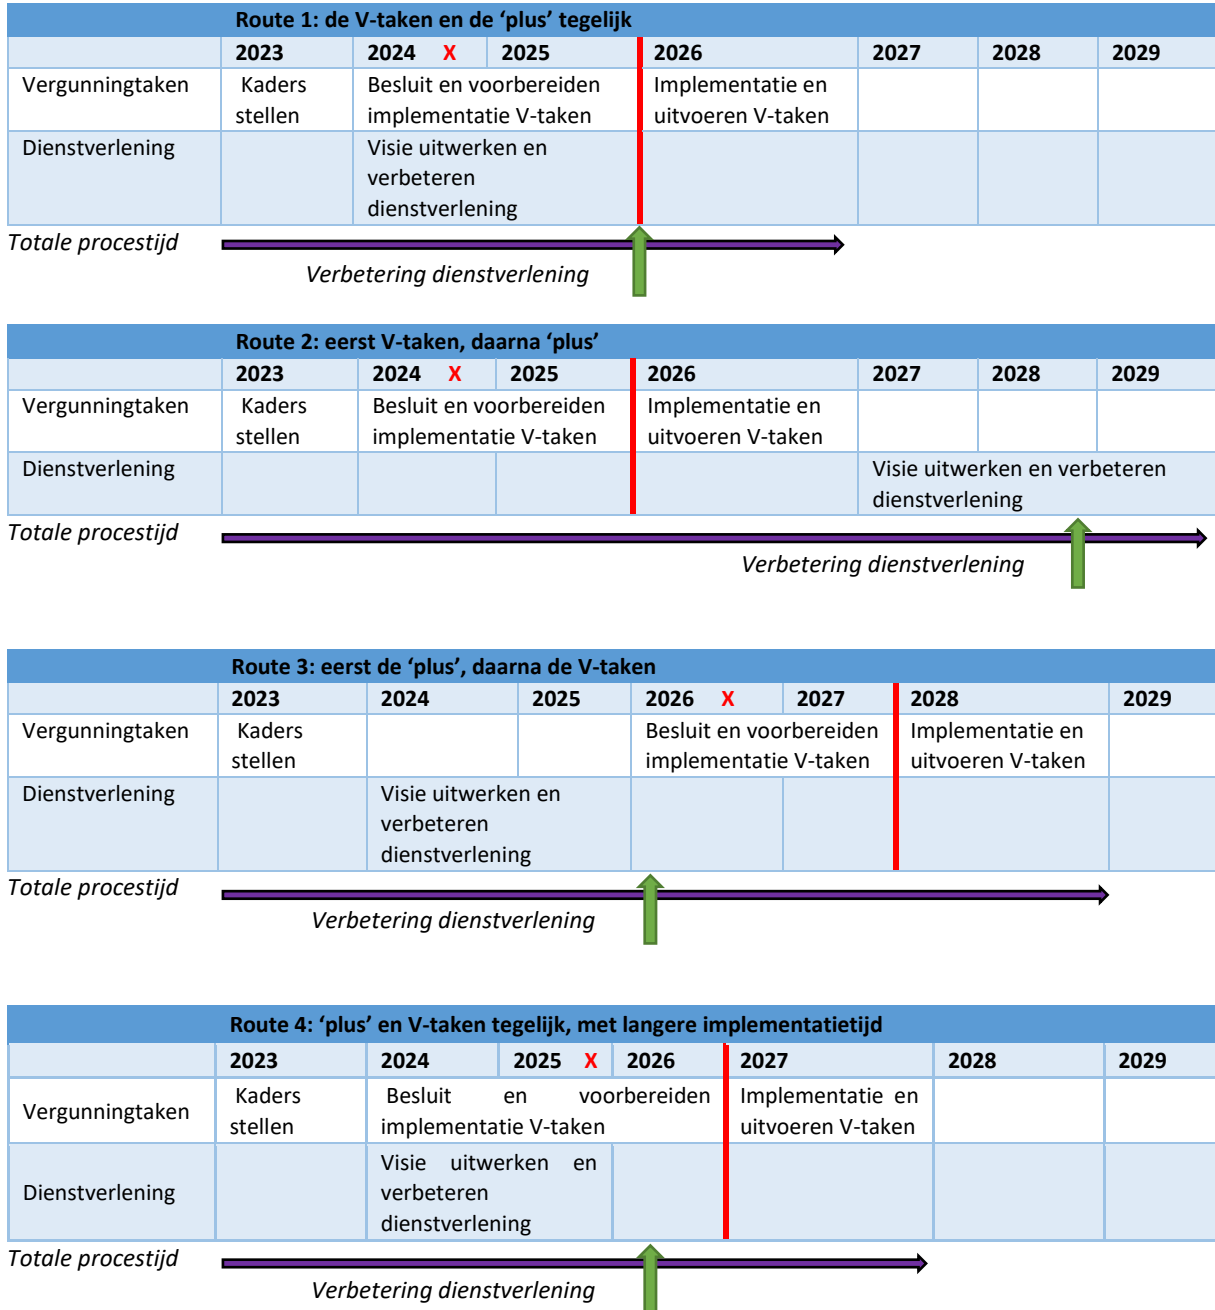 Route 1: de V-taken en de ‘plus’ tegelijk
2023 2024 X 2025 2026 2027 2028 2029
Vergunningtaken Kaders Besluit en voorbereiden Implementatie en
stellen implementatie V-taken uitvoeren V-taken
Dienstverlening Visie uitwerken en
verbeteren
dienstverlening
Totale procestijd
Verbetering dienstverlening
Route 2: eerst V-taken, daarna ‘plus’
2023 2024 X 2025 2026 2027 2028 2029
Vergunningtaken Kaders Besluit en voorbereiden Implementatie en
stellen implementatie V-taken uitvoeren V-taken
Dienstverlening Visie uitwerken en verbeteren
dienstverlening
Totale procestijd
Verbetering dienstverlening
Route 3: eerst de ‘plus’, daarna de V-taken
2023 2024 2025 2026 X 2027 2028 2029
Vergunningtaken Kaders Besluit en voorbereiden Implementatie en
stellen implementatie V-taken uitvoeren V-taken
Dienstverlening Visie uitwerken en
verbeteren
dienstverlening
Totale procestijd
Verbetering dienstverlening
Route 4: ‘plus’ en V-taken tegelijk, met langere implementatietijd
2023 2024 2025 X 2026 2027 2028 2029
Vergunningtaken Kaders Besluit en voorbereiden Implementatie en
stellen implementatie V-taken uitvoeren V-taken
Dienstverlening Visie uitwerken en
verbeteren
dienstverlening
Totale procestijd
Verbetering dienstverlening